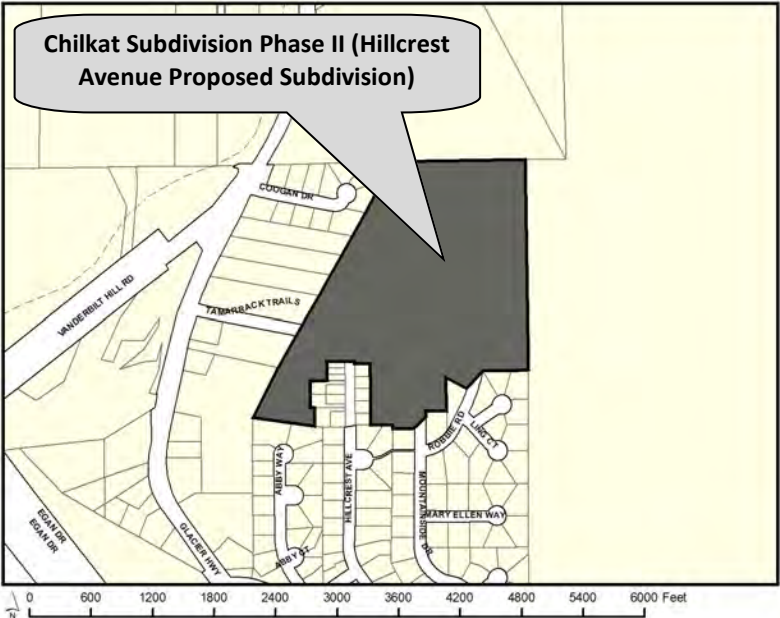 Chilkat Subdivision Phase II (Hillcrest
Avenue Proposed Subdivision)
COOGAN DR
VANDERBILT HILL RD
TAMARBACK TRAILS
ROBBIE RD
LING CT
ABBY WAY
HILLCREST AVE
MOUNTAINSIDE DR
MARY ELLEN WAY
EGAN DR
EGAN DR
GLACIER HWY
ABBY CT
0 600 1200 1800 2400 3000 3600 4200 4800 5400 6000 Feet